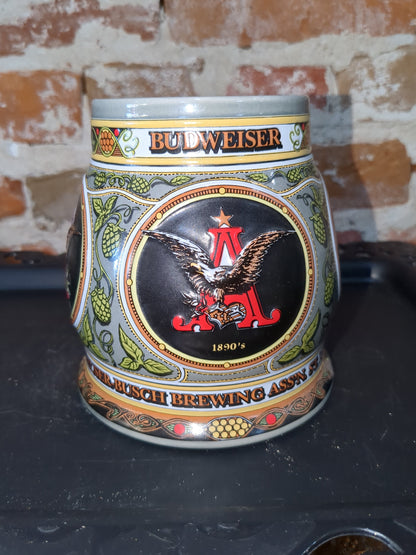 BUDWEISER
A
1890's
BUSCH BREWING ASS'N.